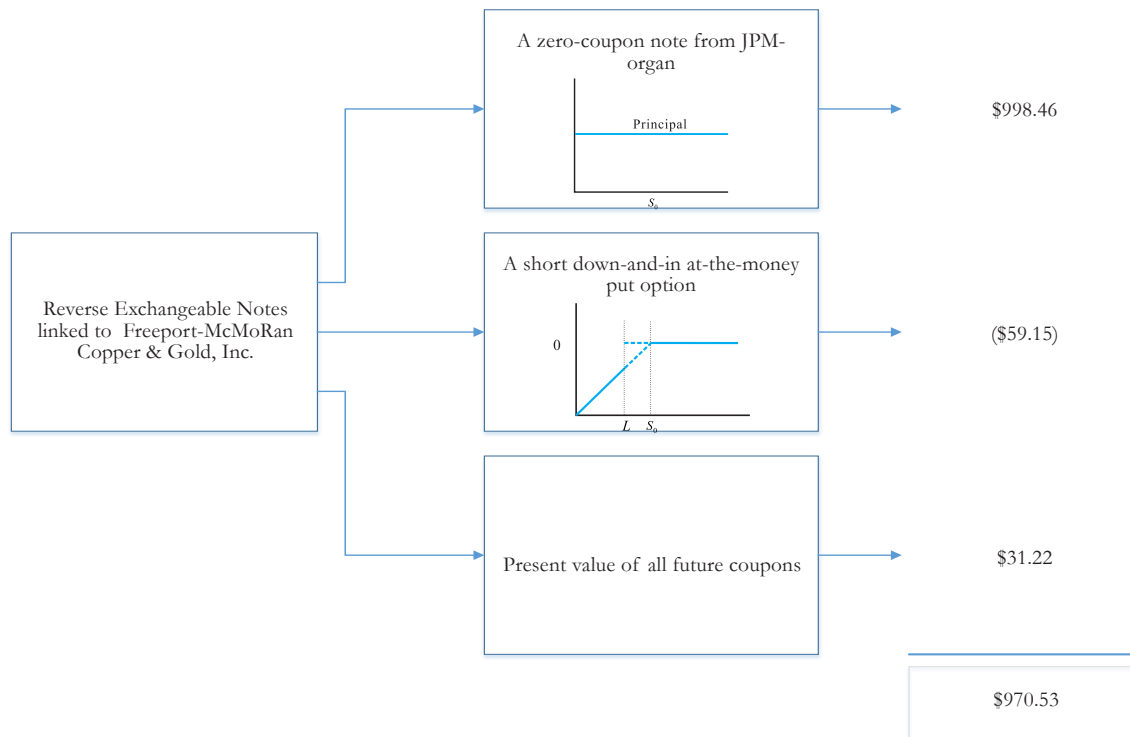 A zero-coupon note from JPM-
organ
Principal
S₀
$998.46
Reverse Exchangeable Notes
linked to Freeport-McMoRan
Copper & Gold, Inc.
A short down-and-in at-the-money
put option
0
L S₀
($59.15)
Present value of all future coupons
$31.22
$970.53